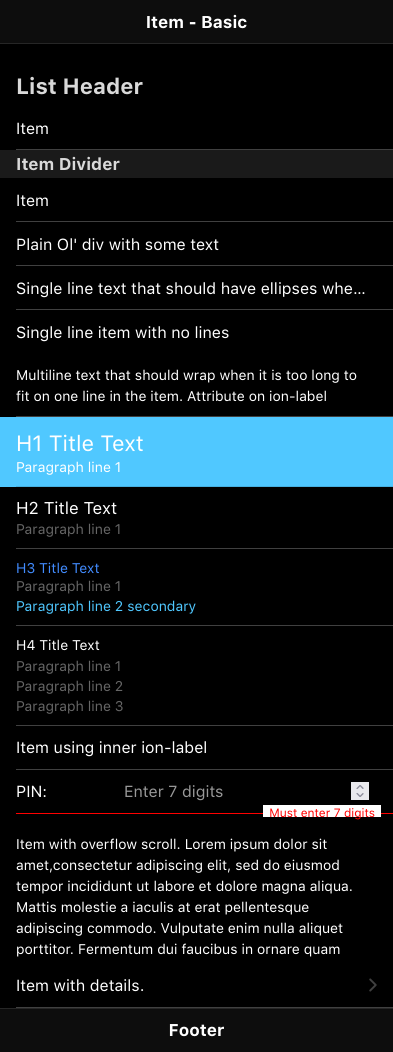 Item - Basic
List Header
Item
Item Divider
Item
Plain Ol' div with some text
Single line text that should have ellipses whe...
Single line item with no lines
Multiline text that should wrap when it is too long to
fit on one line in the item. Attribute on ion-label
H1 Title Text
Paragraph line 1
H2 Title Text
Paragraph line 1
H3 Title Text
Paragraph line 1
Paragraph line 2 secondary
H4 Title Text
Paragraph line 1
Paragraph line 2
Paragraph line 3
Item using inner ion-label
PIN: Enter 7 digits
Must enter 7 digits
Item with overflow scroll. Lorem ipsum dolor sit
amet,consectetur adipiscing elit, sed do eiusmod
tempor incididunt ut labore et dolore magna aliqua.
Mattis molestie a iaculis at erat pellentesque
adipiscing commodo. Vulputate enim nulla aliquet
porttitor. Fermentum dui faucibus in ornare quam
Item with details.
Footer